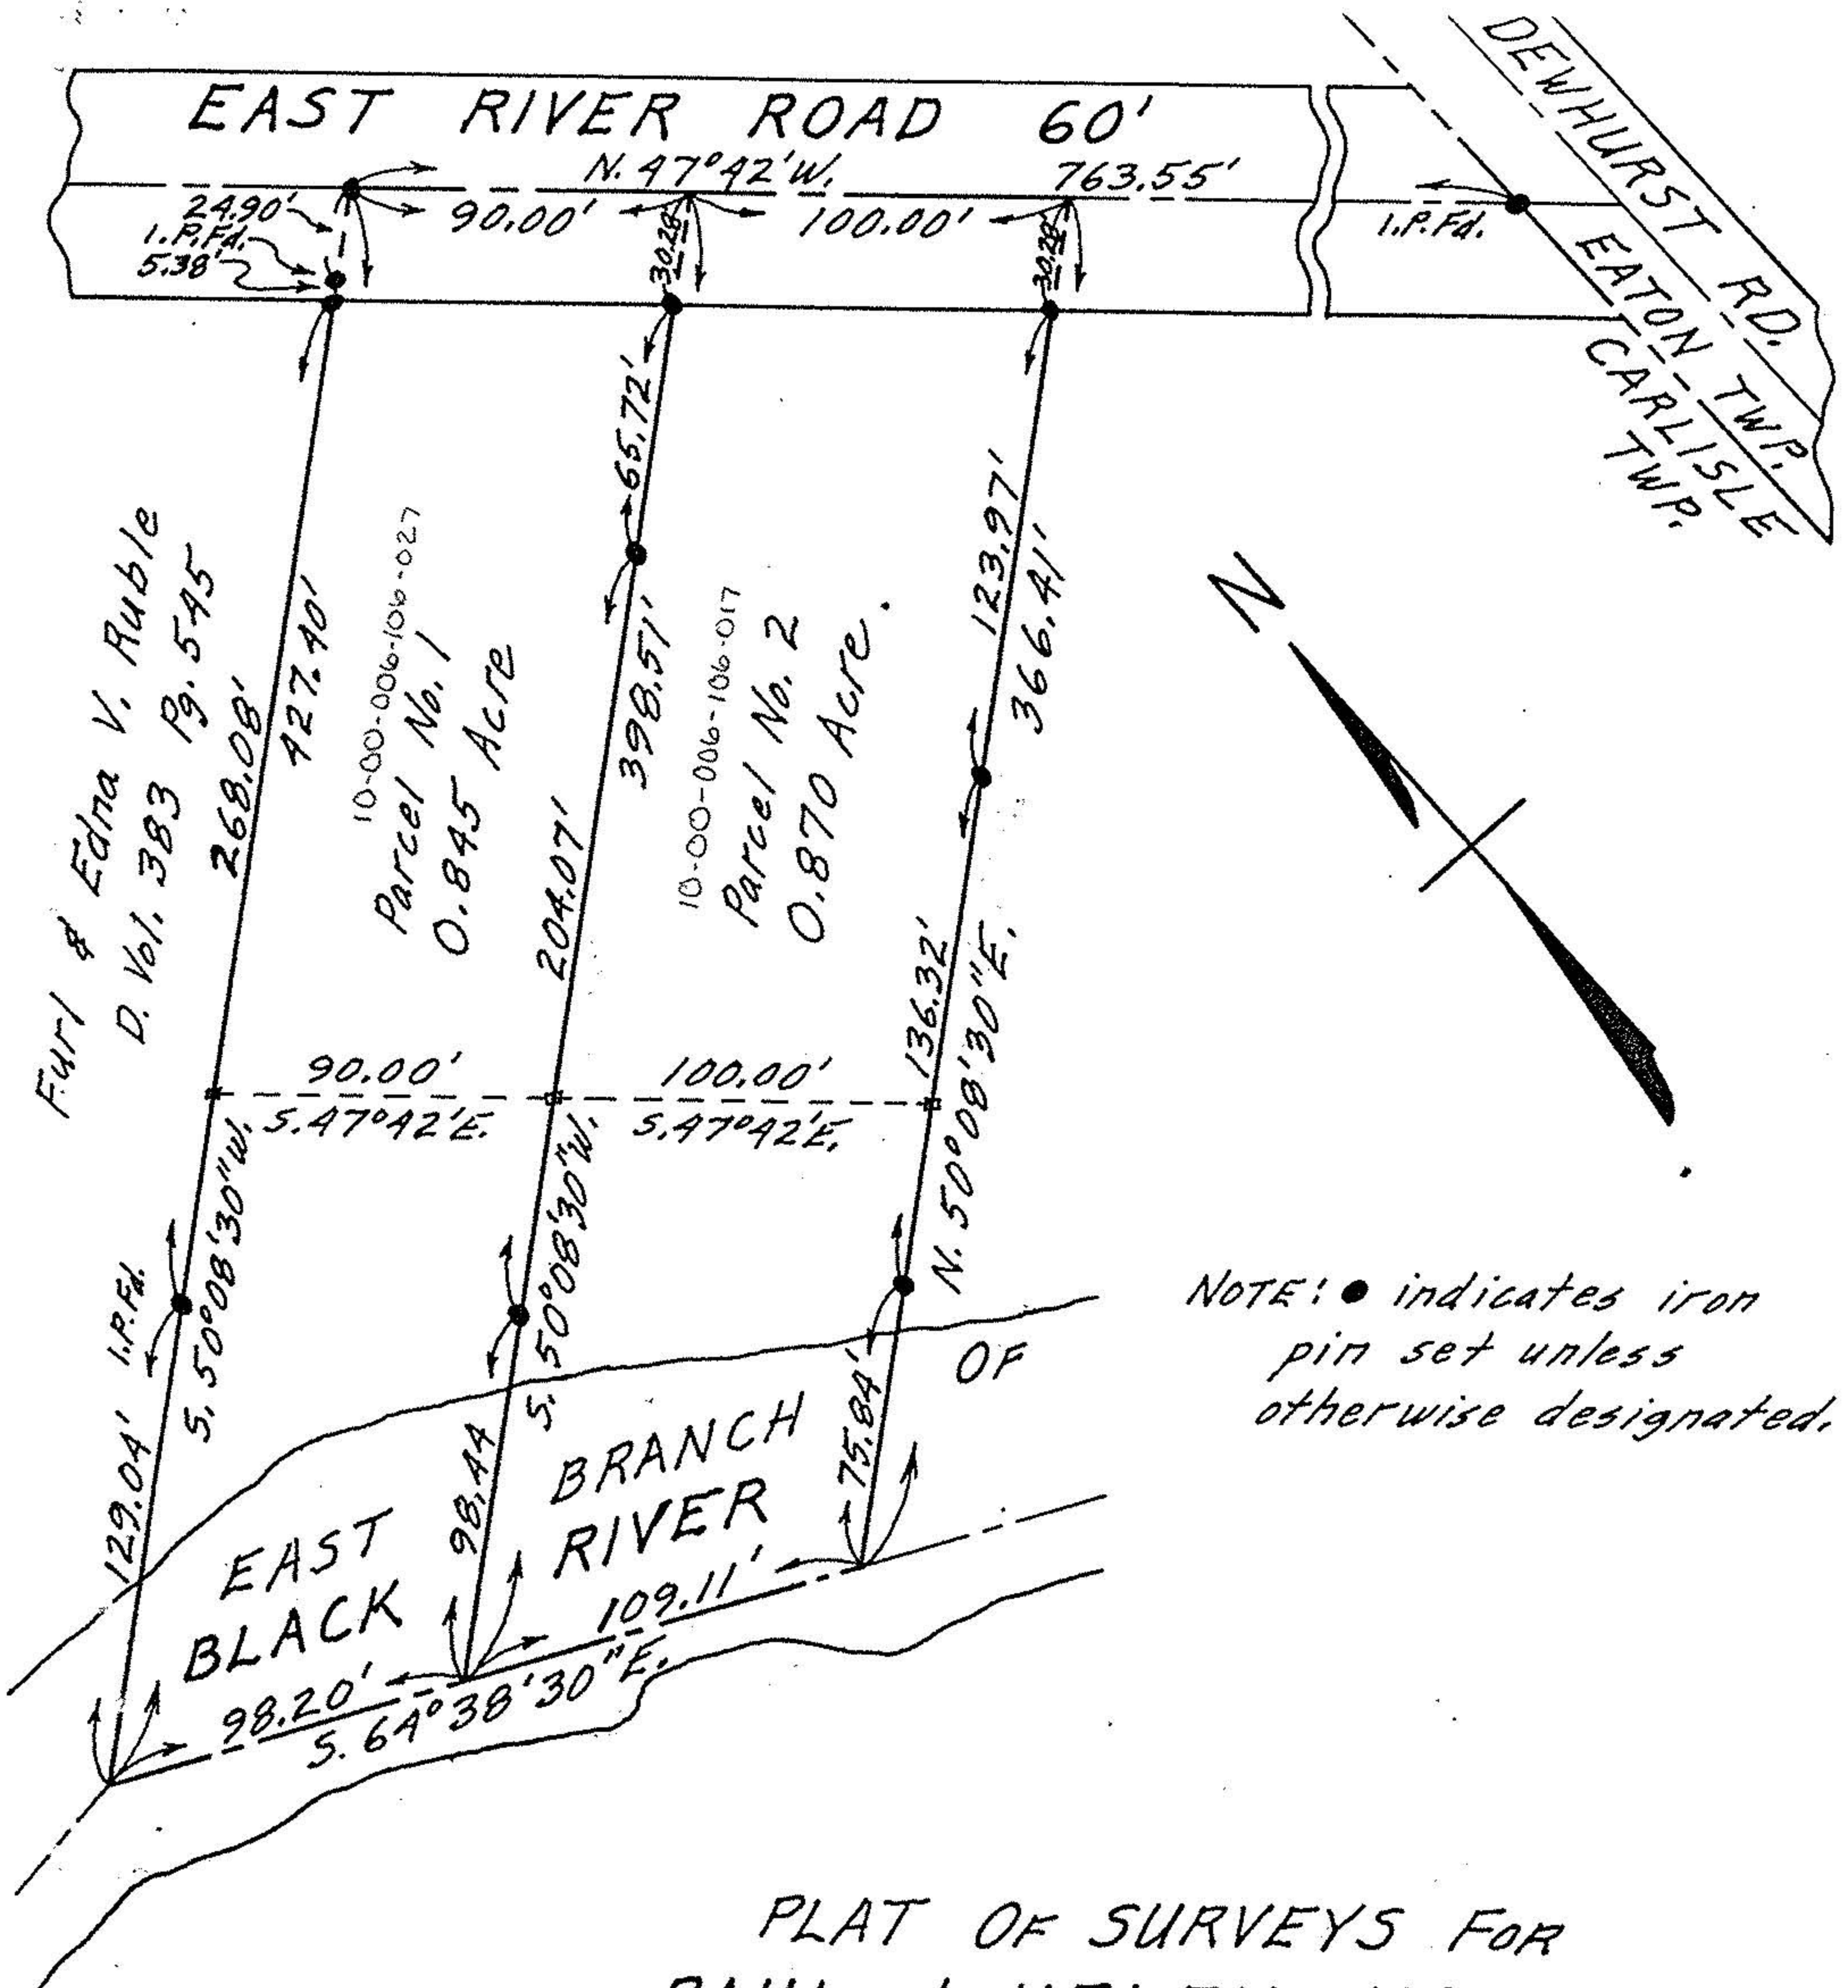 EAST RIVER ROAD 60'
N. 47°42'W. 763.55'
90.00' 100.00'
24.90'
I.P.Fd.
5.38'
30.28'
30.28'
I.P.Fd.
DEWHURST RD.
EATON TWP.
CARLISLE
TWP.
Furl & Edna V. Ruble
D. Vol. 383 Pg. 545
268.08'
427.40'
10-00-006-106-027
Parcel No. 1
0.845 Acre
65.72'
398.51'
204.07'
10-00-006-106-017
Parcel No. 2
0.870 Acre.
123.97'
366.41'
136.32'
N. 50°08'30"E.
N
90.00'
S.47°42'E.
100.00'
S.47°42'E.
I.P.Fd.
S. 50°08'30"W.
S. 50°08'30"W.
129.04'
98.44
75.84'
EAST BRANCH OF
BLACK RIVER
98.20' 109.11'
S. 64°38'30"E.
NOTE: ● indicates iron
pin set unless
otherwise designated.
PLAT OF SURVEYS FOR